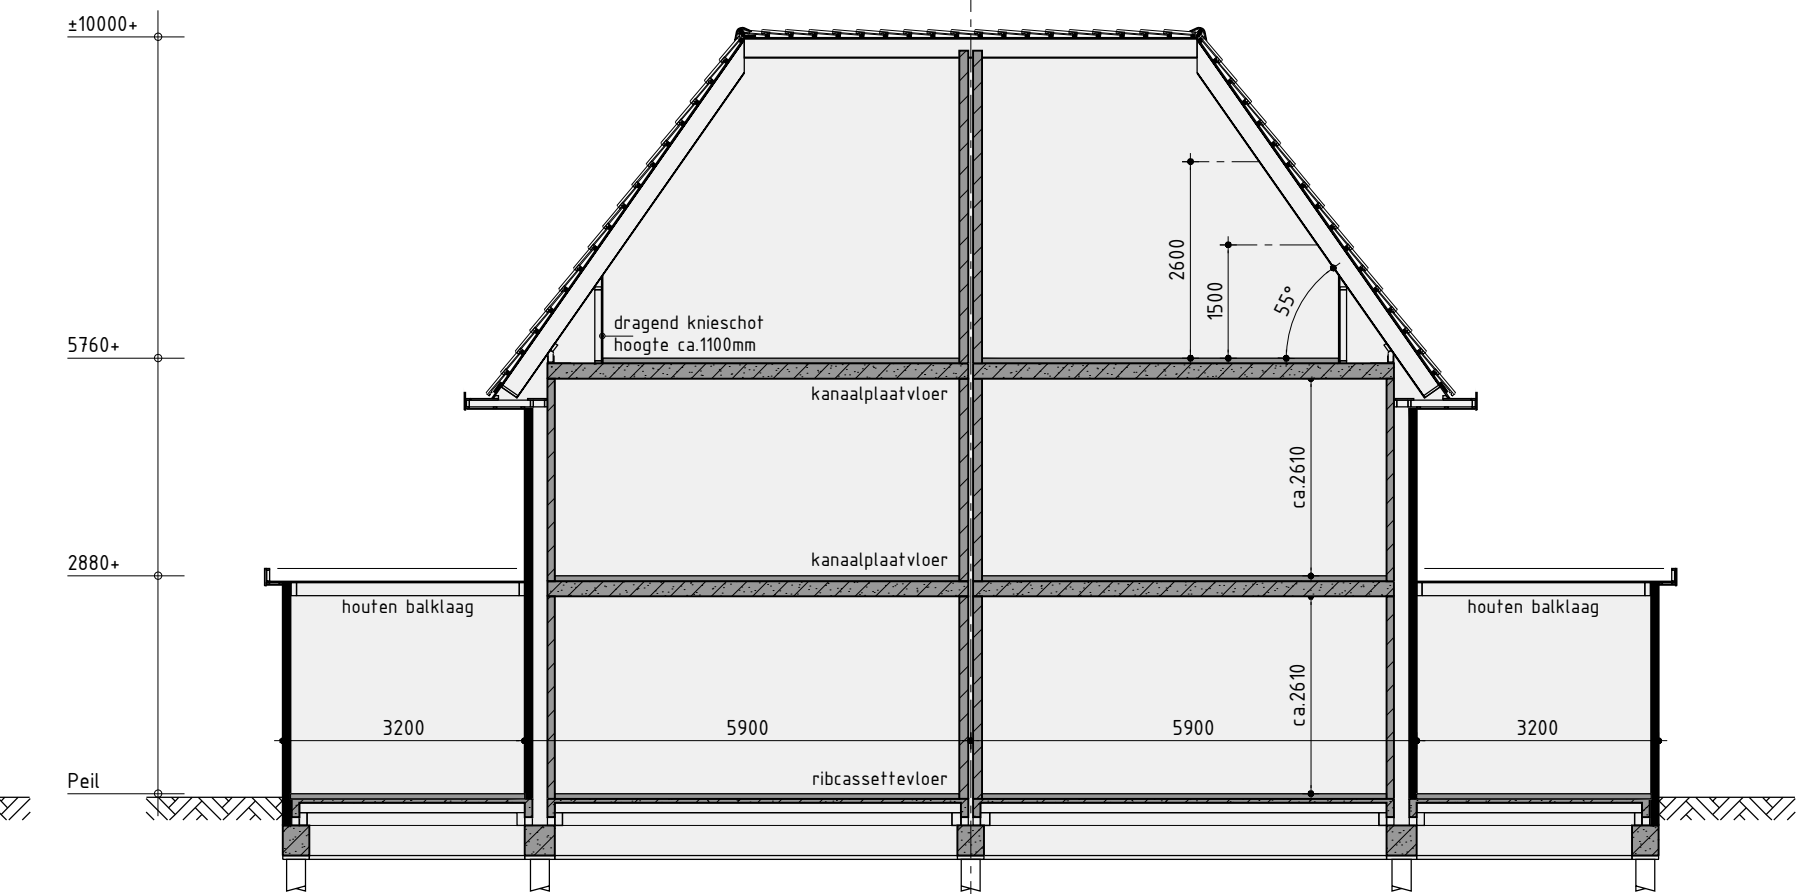 ±10000+
2600
1500
55°
dragend knieschot
hoogte ca.1100mm
5760+
kanaalplaatvloer
ca.2610
kanaalplaatvloer
2880+
houten balklaag
houten balklaag
ca.2610
3200
5900
5900
3200
Peil
ribcassettevloer